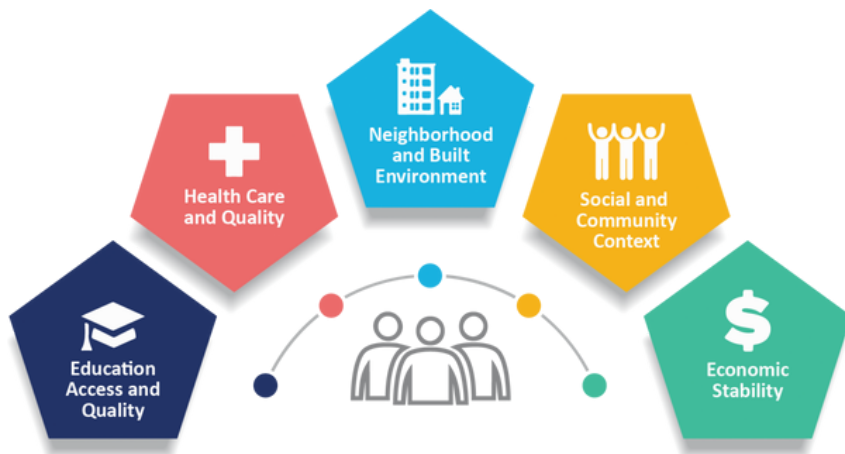 Education
Access and
Quality
Health Care
and Quality
Neighborhood
and Built
Environment
Social and
Community
Context
$
Economic
Stability